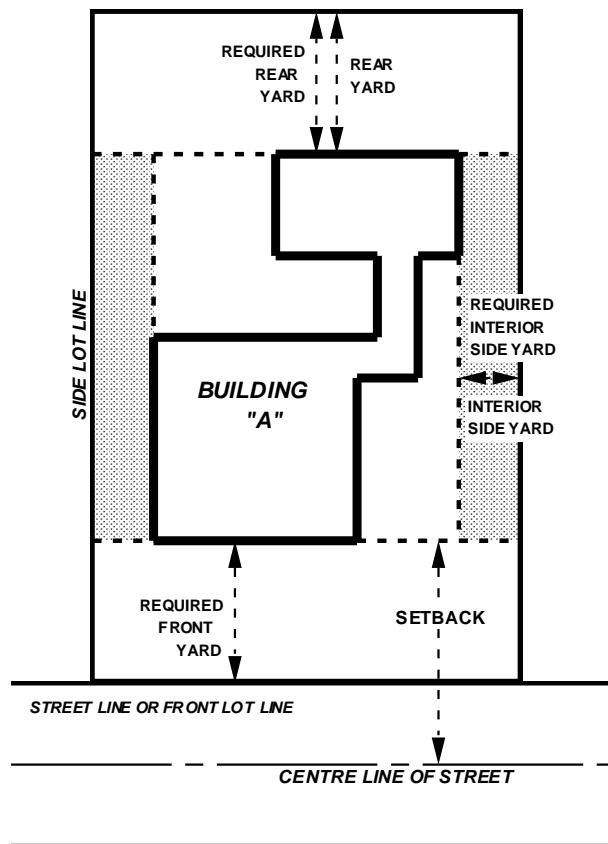 REQUIRED
REAR
YARD
REAR
YARD
SIDE LOT LINE
REQUIRED
INTERIOR
SIDE YARD
BUILDING
"A"
INTERIOR
SIDE YARD
REQUIRED
FRONT
YARD
SETBACK
STREET LINE OR FRONT LOT LINE
CENTRE LINE OF STREET